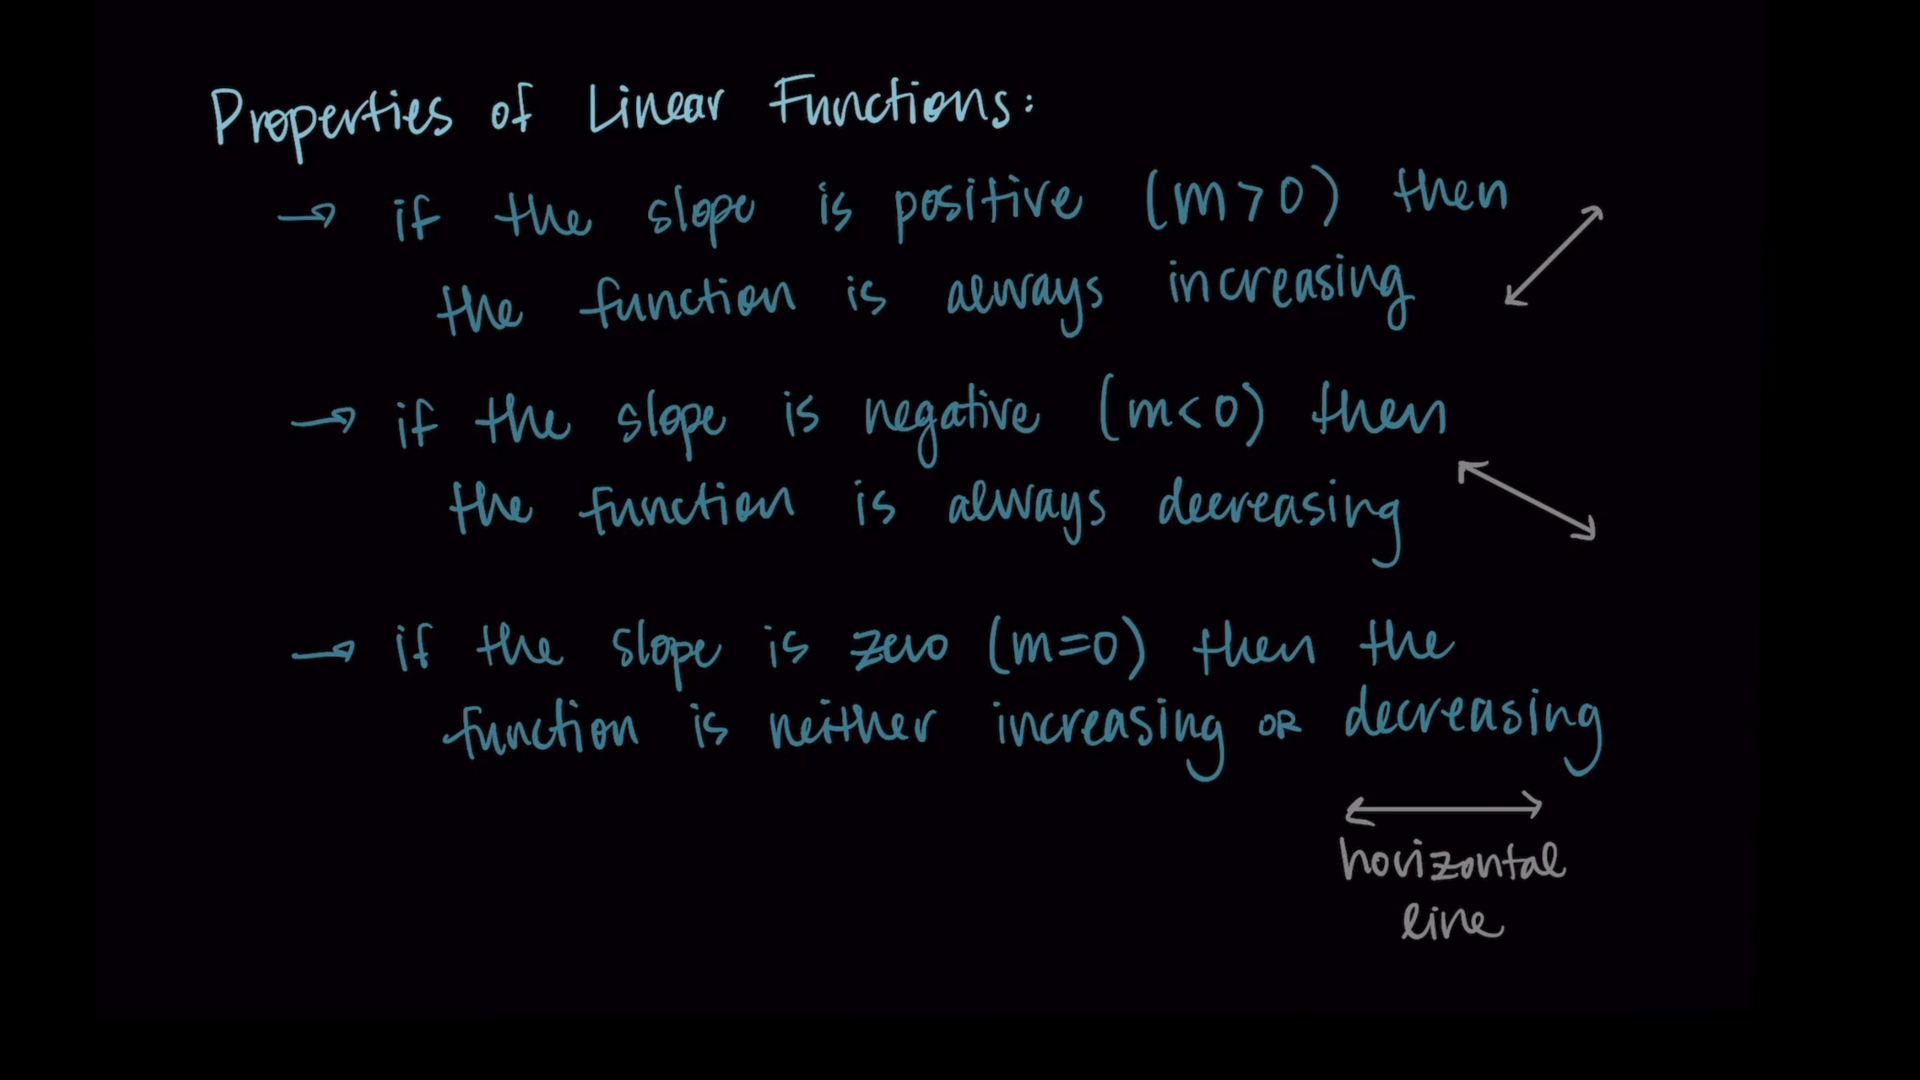 Properties of Linear Functions:
→ if the slope is positive (m>0) then
the function is always increasing
→ if the slope is negative (m<0) then
the function is always decreasing
→ if the slope is zero (m=0) then the
function is neither increasing OR decreasing
horizontal
line